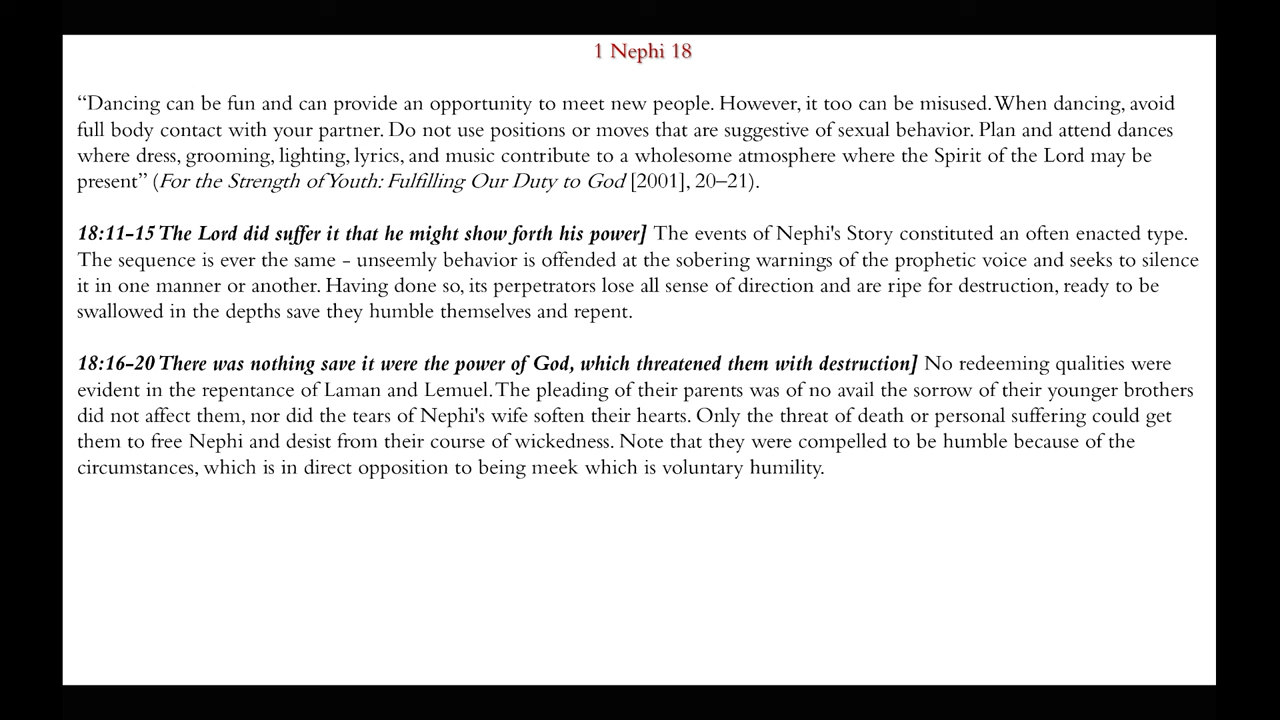 1 Nephi 18
“Dancing can be fun and can provide an opportunity to meet new people. However, it too can be misused. When dancing, avoid
full body contact with your partner. Do not use positions or moves that are suggestive of sexual behavior. Plan and attend dances
where dress, grooming, lighting, lyrics, and music contribute to a wholesome atmosphere where the Spirit of the Lord may be
present” (For the Strength of Youth: Fulfilling Our Duty to God [2001], 20–21).
18:11-15 The Lord did suffer it that he might show forth his power] The events of Nephi's Story constituted an often enacted type.
The sequence is ever the same - unseemly behavior is offended at the sobering warnings of the prophetic voice and seeks to silence
it in one manner or another. Having done so, its perpetrators lose all sense of direction and are ripe for destruction, ready to be
swallowed in the depths save they humble themselves and repent.
18:16-20 There was nothing save it were the power of God, which threatened them with destruction] No redeeming qualities were
evident in the repentance of Laman and Lemuel. The pleading of their parents was of no avail the sorrow of their younger brothers
did not affect them, nor did the tears of Nephi's wife soften their hearts. Only the threat of death or personal suffering could get
them to free Nephi and desist from their course of wickedness. Note that they were compelled to be humble because of the
circumstances, which is in direct opposition to being meek which is voluntary humility.